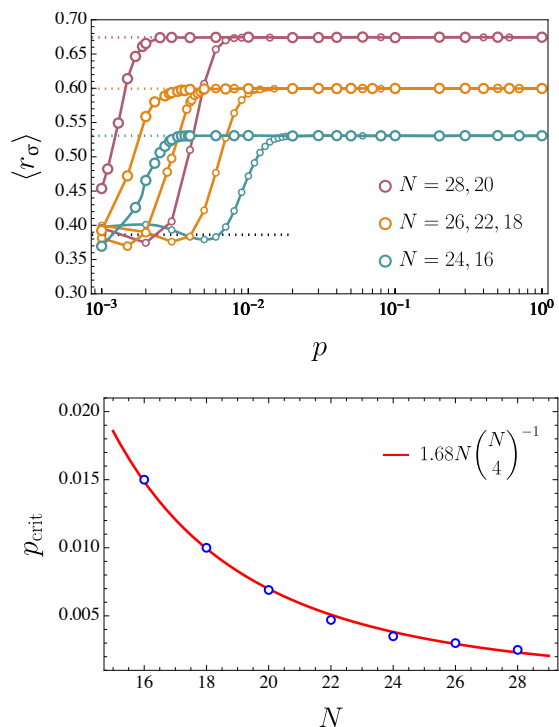 0.70
0.65
0.60
0.55
0.50
0.45
0.40
0.35
0.30
⟨r_σ⟩
N = 28, 20
N = 26, 22, 18
N = 24, 16
10^{-3} 10^{-2} 10^{-1} 10^{0}
p
0.020
0.015
0.010
0.005
p_crit
1.68N(N 4)^{-1}
16 18 20 22 24 26 28
N